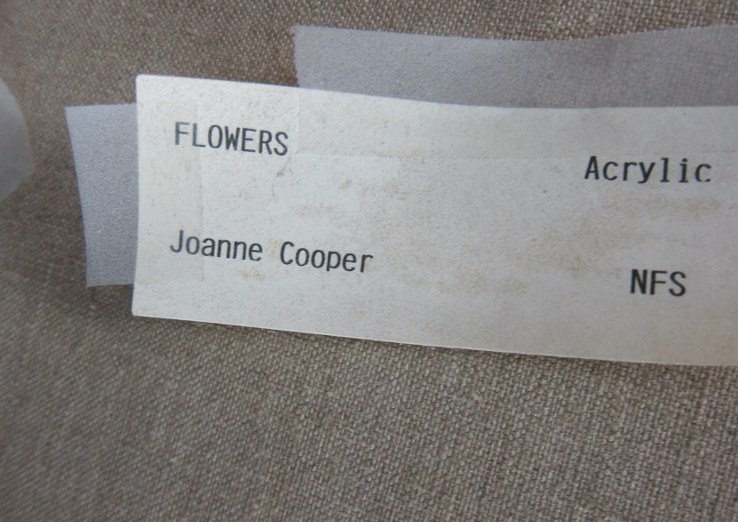 FLOWERS
Acrylic
Joanne Cooper
NFS